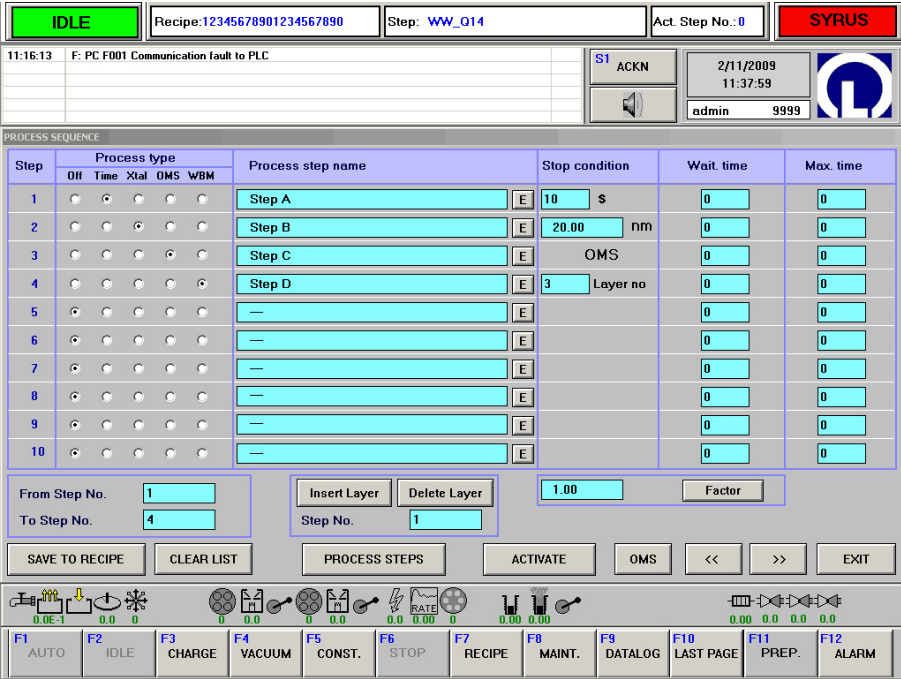 IDLE
Recipe:12345678901234567890
Step: WW_Q14
Act. Step No.:0
SYRUS
11:16:13 F: PC F001 Communication fault to PLC
S1 ACKN
2/11/2009
11:37:59
admin 9999
L
PROCESS SEQUENCE
Step Process type Process step name Stop condition Wait. time Max. time
Off Time Xtal OMS WBM
1 Step A E 10 s 0 0
2 Step B E 20.00 nm 0 0
3 Step C E OMS 0 0
4 Step D E 3 Layer no 0 0
5 — E 0 0
6 — E 0 0
7 — E 0 0
8 — E 0 0
9 — E 0 0
10 — E 0 0
From Step No. 1
To Step No. 4
Insert Layer Delete Layer
Step No. 1
1.00 Factor
SAVE TO RECIPE CLEAR LIST PROCESS STEPS ACTIVATE OMS << >> EXIT
RATE
0.0E-1 0.0 0 0 0.0 0 0.0 0.0 0.00 0 0.00 0.00 0.00 0.0 0.0 0.0
F1 AUTO
F2 IDLE
F3 CHARGE
F4 VACUUM
F5 CONST.
F6 STOP
F7 RECIPE
F8 MAINT.
F9 DATALOG
F10 LAST PAGE
F11 PREP.
F12 ALARM